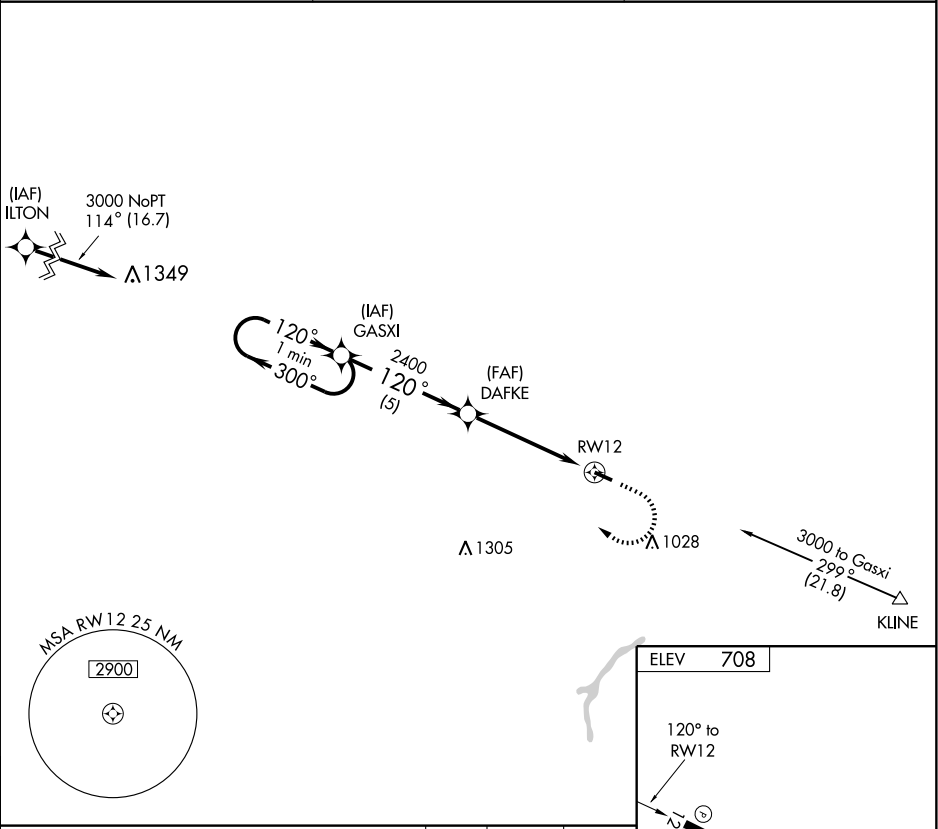 (IAF)
ILTON
3000 NoPT
114° (16.7)
1349
(IAF)
GASXI
120°
1 min
300°
2400
120°
(5)
(FAF)
DAFKE
RW12
1305
1028
3000 to Gasxi
299°
(21.8)
KLINE
MSA RW12 25 NM
2900
ELEV 708
120° to
RW12
12
P